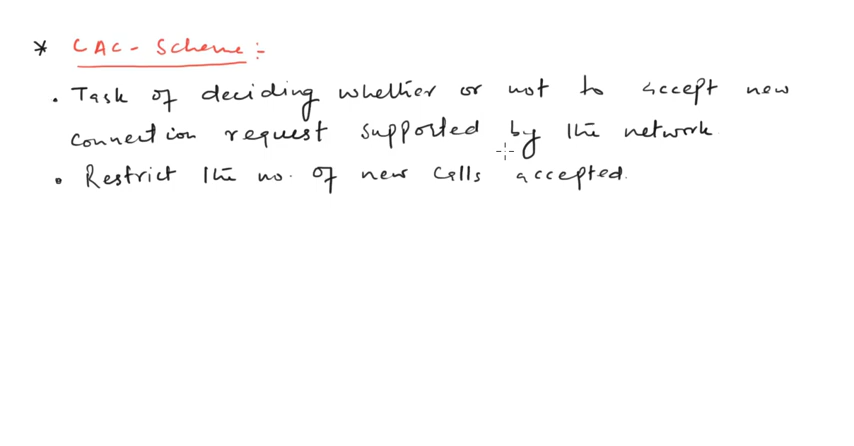 * CAC - Scheme :-
• Task of deciding whether or not to accept new
connection request supported by the network
• Restrict the no. of new calls accepted.